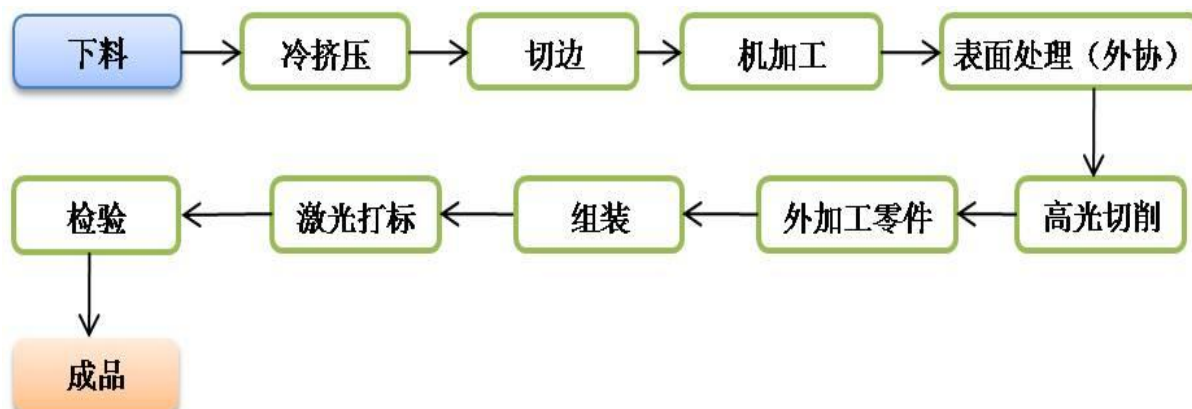 下料
冷挤压
切边
机加工
表面处理（外协）
高光切削
外加工零件
组装
激光打标
检验
成品